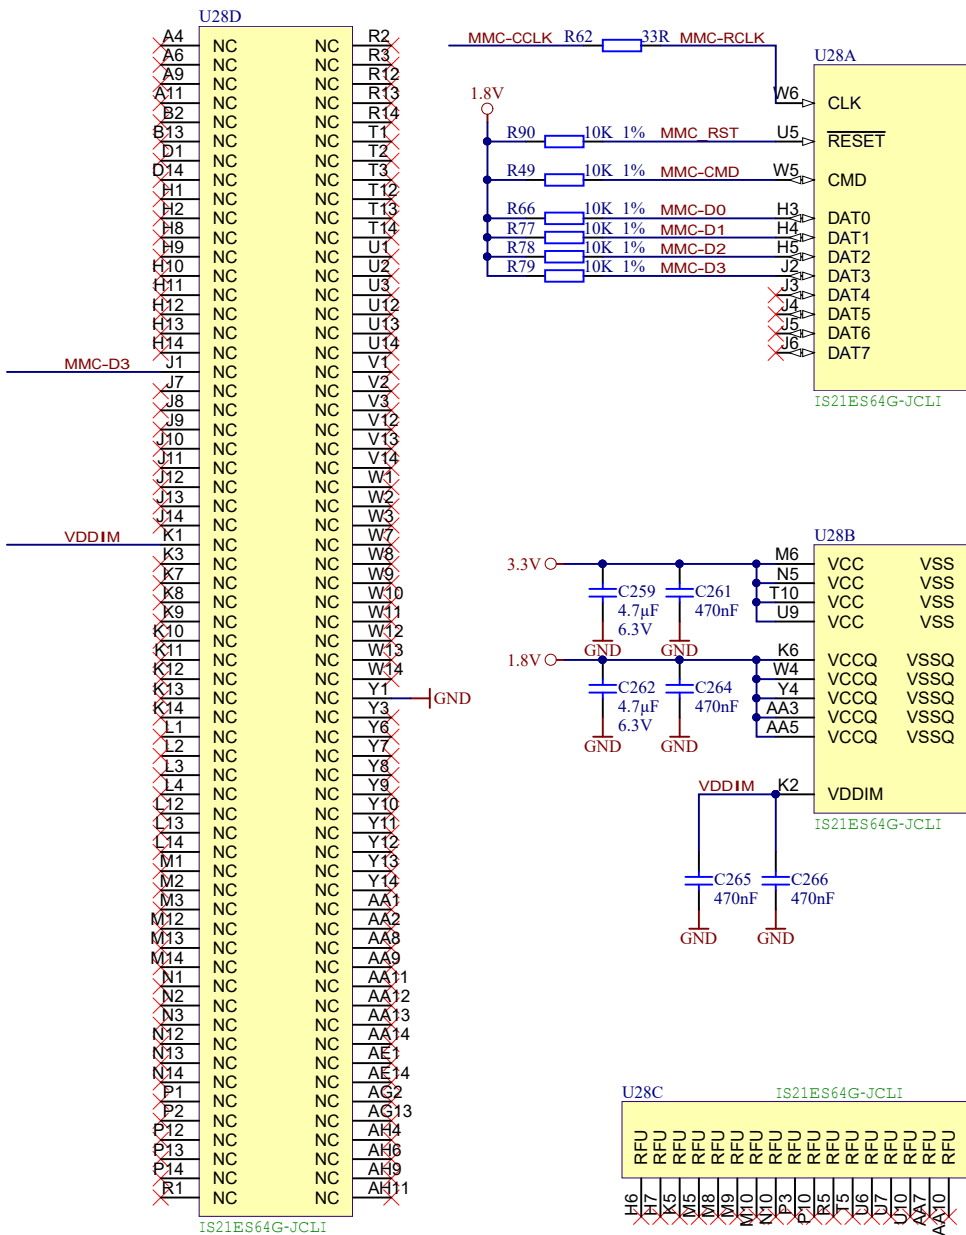 U28D
A4 NC NC R2
A6 NC NC R3
A9 NC NC R12
A11 NC NC R13
B2 NC NC R14
B13 NC NC T1
D1 NC NC T2
D14 NC NC T3
H1 NC NC T12
H2 NC NC T13
H8 NC NC T14
H9 NC NC U1
H10 NC NC U2
H11 NC NC U3
H12 NC NC U12
H13 NC NC U13
H14 NC NC U14
MMC-D3 J1 NC NC V1
J7 NC NC V2
J8 NC NC V3
J9 NC NC V12
J10 NC NC V13
J11 NC NC V14
J12 NC NC W1
J13 NC NC W2
J14 NC NC W3
VDDIM K1 NC NC W7
K3 NC NC W8
K7 NC NC W9
K8 NC NC W10
K9 NC NC W11
K10 NC NC W12
K11 NC NC W13
K12 NC NC W14
K13 NC NC Y1 GND
K14 NC NC Y3
L1 NC NC Y6
L2 NC NC Y7
L3 NC NC Y8
L4 NC NC Y9
L12 NC NC Y10
L13 NC NC Y11
L14 NC NC Y12
M1 NC NC Y13
M2 NC NC Y14
M3 NC NC AA1
M12 NC NC AA2
M13 NC NC AA8
M14 NC NC AA9
N1 NC NC AA11
N2 NC NC AA12
N3 NC NC AA13
N12 NC NC AA14
N13 NC NC AE1
N14 NC NC AE14
P1 NC NC AG2
P2 NC NC AG13
P12 NC NC AH4
P13 NC NC AH6
P14 NC NC AH9
R1 NC NC AH11
IS21ES64G-JCLI
MMC-CCLK R62 33R MMC-RCLK
U28A
W6 CLK
1.8V
R90 10K 1% MMC_RST U5 RESET
R49 10K 1% MMC-CMD W5 CMD
R66 10K 1% MMC-D0 H3 DAT0
R77 10K 1% MMC-D1 H4 DAT1
R78 10K 1% MMC-D2 H5 DAT2
R79 10K 1% MMC-D3 J2 DAT3
J3 DAT4
J4 DAT5
J5 DAT6
J6 DAT7
IS21ES64G-JCLI
U28B
3.3V M6 VCC VSS
N5 VCC VSS
T10 VCC VSS
U9 VCC VSS
C259 C261
4.7µF 470nF
6.3V
GND GND
1.8V K6 VCCQ VSSQ
W4 VCCQ VSSQ
Y4 VCCQ VSSQ
AA3 VCCQ VSSQ
AA5 VCCQ VSSQ
C262 C264
4.7µF 470nF
6.3V
GND GND
VDDIM K2 VDDIM
IS21ES64G-JCLI
C265 C266
470nF 470nF
GND GND
U28C IS21ES64G-JCLI
RFU RFU RFU RFU RFU RFU RFU RFU RFU RFU RFU RFU RFU RFU RFU RFU RFU
H6 H7 K5 M5 M8 M9 M10 N10 P3 P10 R5 T5 U6 U7 U10 AA7 AA10